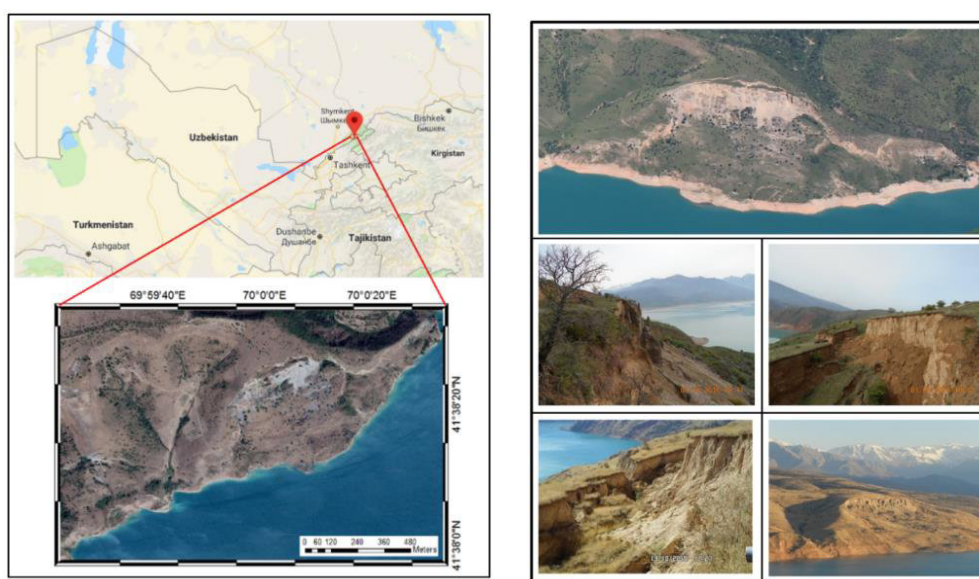 Shymkent
Шымкент
Bishkek
Бишкек
Uzbekistan
Kirgistan
Tashkent
Turkmenistan
Dushanbe
Душанбе
Tajikistan
Ashgabat
69°59'40"E 70°0'0"E 70°0'20"E
41°38'20"N
41°38'0"N
0 60 120 240 360 480
Meters